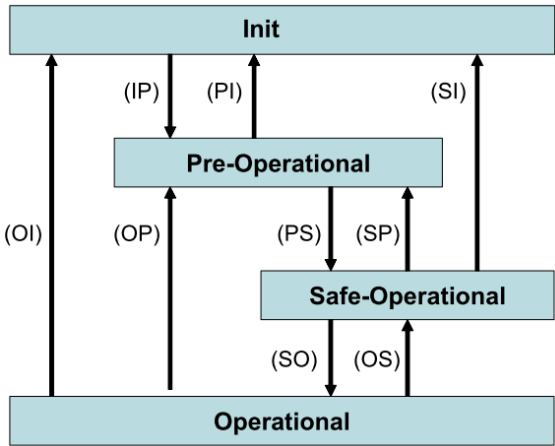 Init
(IP) (PI) (SI)
Pre-Operational
(OI) (OP) (PS) (SP)
Safe-Operational
(SO) (OS)
Operational